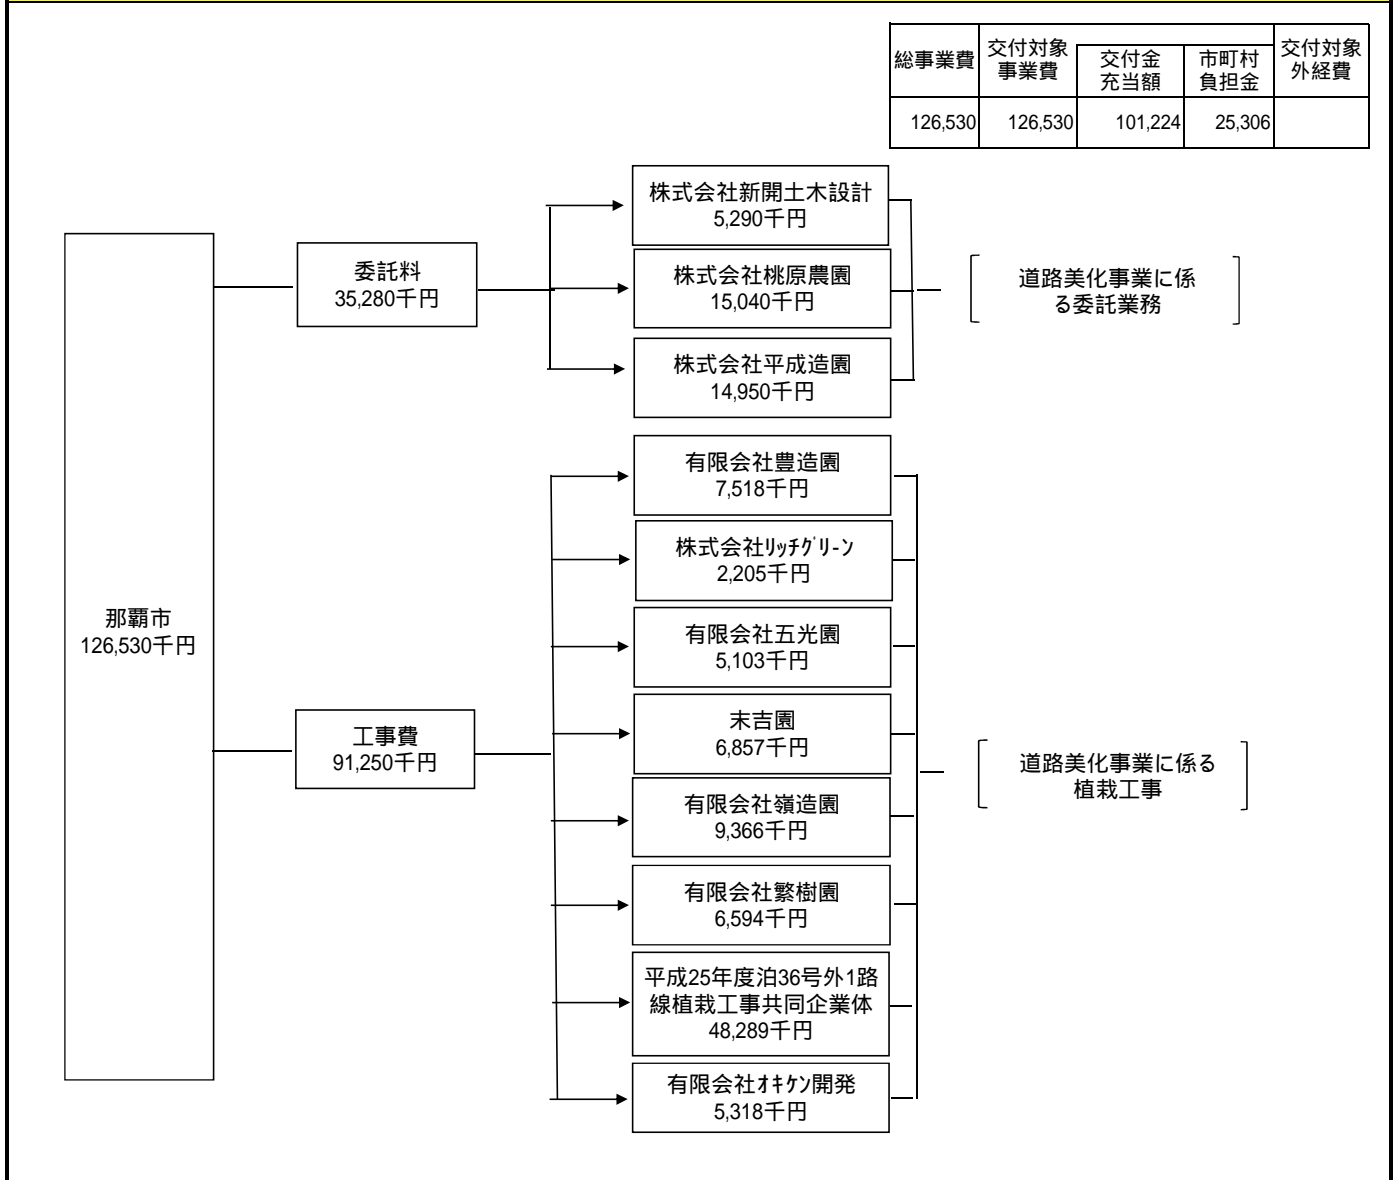 総事業費
交付対象
事業費
交付金
充当額
市町村
負担金
交付対象
外経費
126,530
126,530
101,224
25,306
那覇市
126,530千円
委託料
35,280千円
株式会社新開土木設計
5,290千円
株式会社桃原農園
15,040千円
株式会社平成造園
14,950千円
道路美化事業に係
る委託業務
工事費
91,250千円
有限会社豊造園
7,518千円
株式会社ﾘｯﾁｸﾞﾘｰﾝ
2,205千円
有限会社五光園
5,103千円
末吉園
6,857千円
有限会社嶺造園
9,366千円
有限会社繁樹園
6,594千円
平成25年度泊36号外1路
線植栽工事共同企業体
48,289千円
有限会社ｵｷｹﾝ開発
5,318千円
道路美化事業に係る
植栽工事